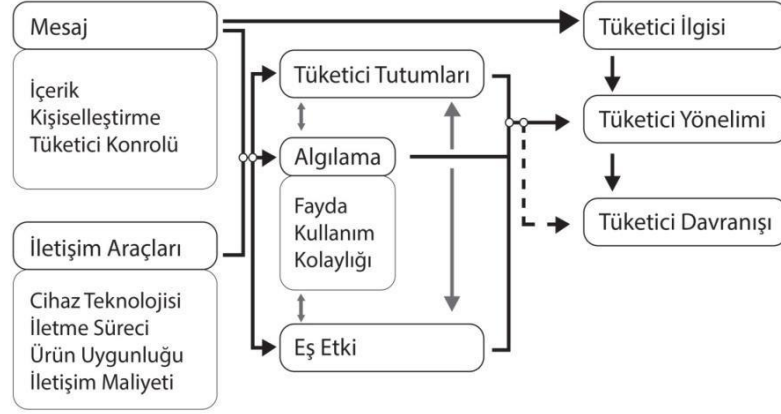 Mesaj
İçerik
Kişiselleştirme
Tüketici Konrolü
İletişim Araçları
Cihaz Teknolojisi
İletme Süreci
Ürün Uygunluğu
İletişim Maliyeti
Tüketici Tutumları
Algılama
Fayda
Kullanım
Kolaylığı
Eş Etki
Tüketici İlgisi
Tüketici Yönelimi
Tüketici Davranışı